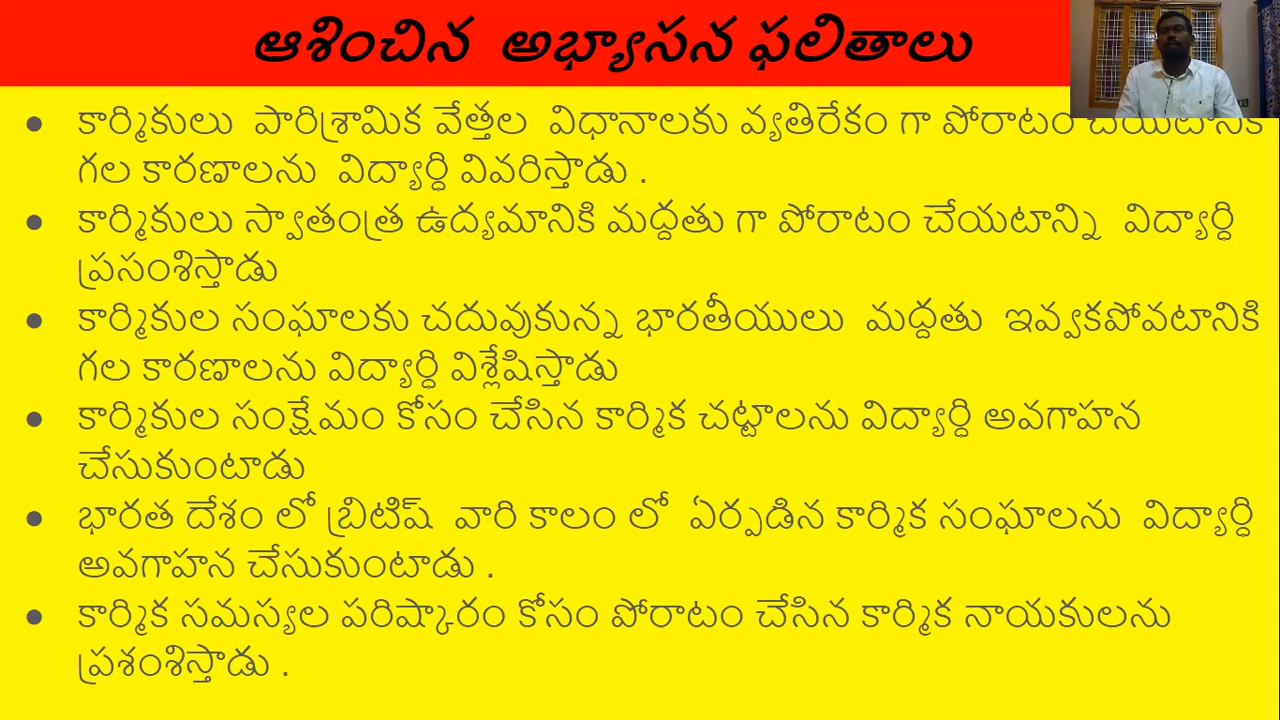 ఆశించిన అభ్యాసన ఫలితాలు
● కార్మికులు పారిశ్రామిక వేత్తల విధానాలకు వ్యతిరేకం గా పోరాటం చేయటానికి
గల కారణాలను విద్యార్ధి వివరిస్తాడు .
● కార్మికులు స్వాతంత్ర ఉద్యమానికి మద్దతు గా పోరాటం చేయటాన్ని విద్యార్ధి
ప్రసంశిస్తాడు
● కార్మికుల సంఘాలకు చదువుకున్న భారతీయులు మద్దతు ఇవ్వకపోవటానికి
గల కారణాలను విద్యార్ధి విశ్లేషిస్తాడు
● కార్మికుల సంక్షేమం కోసం చేసిన కార్మిక చట్టాలను విద్యార్ధి అవగాహన
చేసుకుంటాడు
● భారత దేశం లో బ్రిటిష్ వారి కాలం లో ఏర్పడిన కార్మిక సంఘాలను విద్యార్ధి
అవగాహన చేసుకుంటాడు .
● కార్మిక సమస్యల పరిష్కారం కోసం పోరాటం చేసిన కార్మిక నాయకులను
ప్రశంశిస్తాడు .